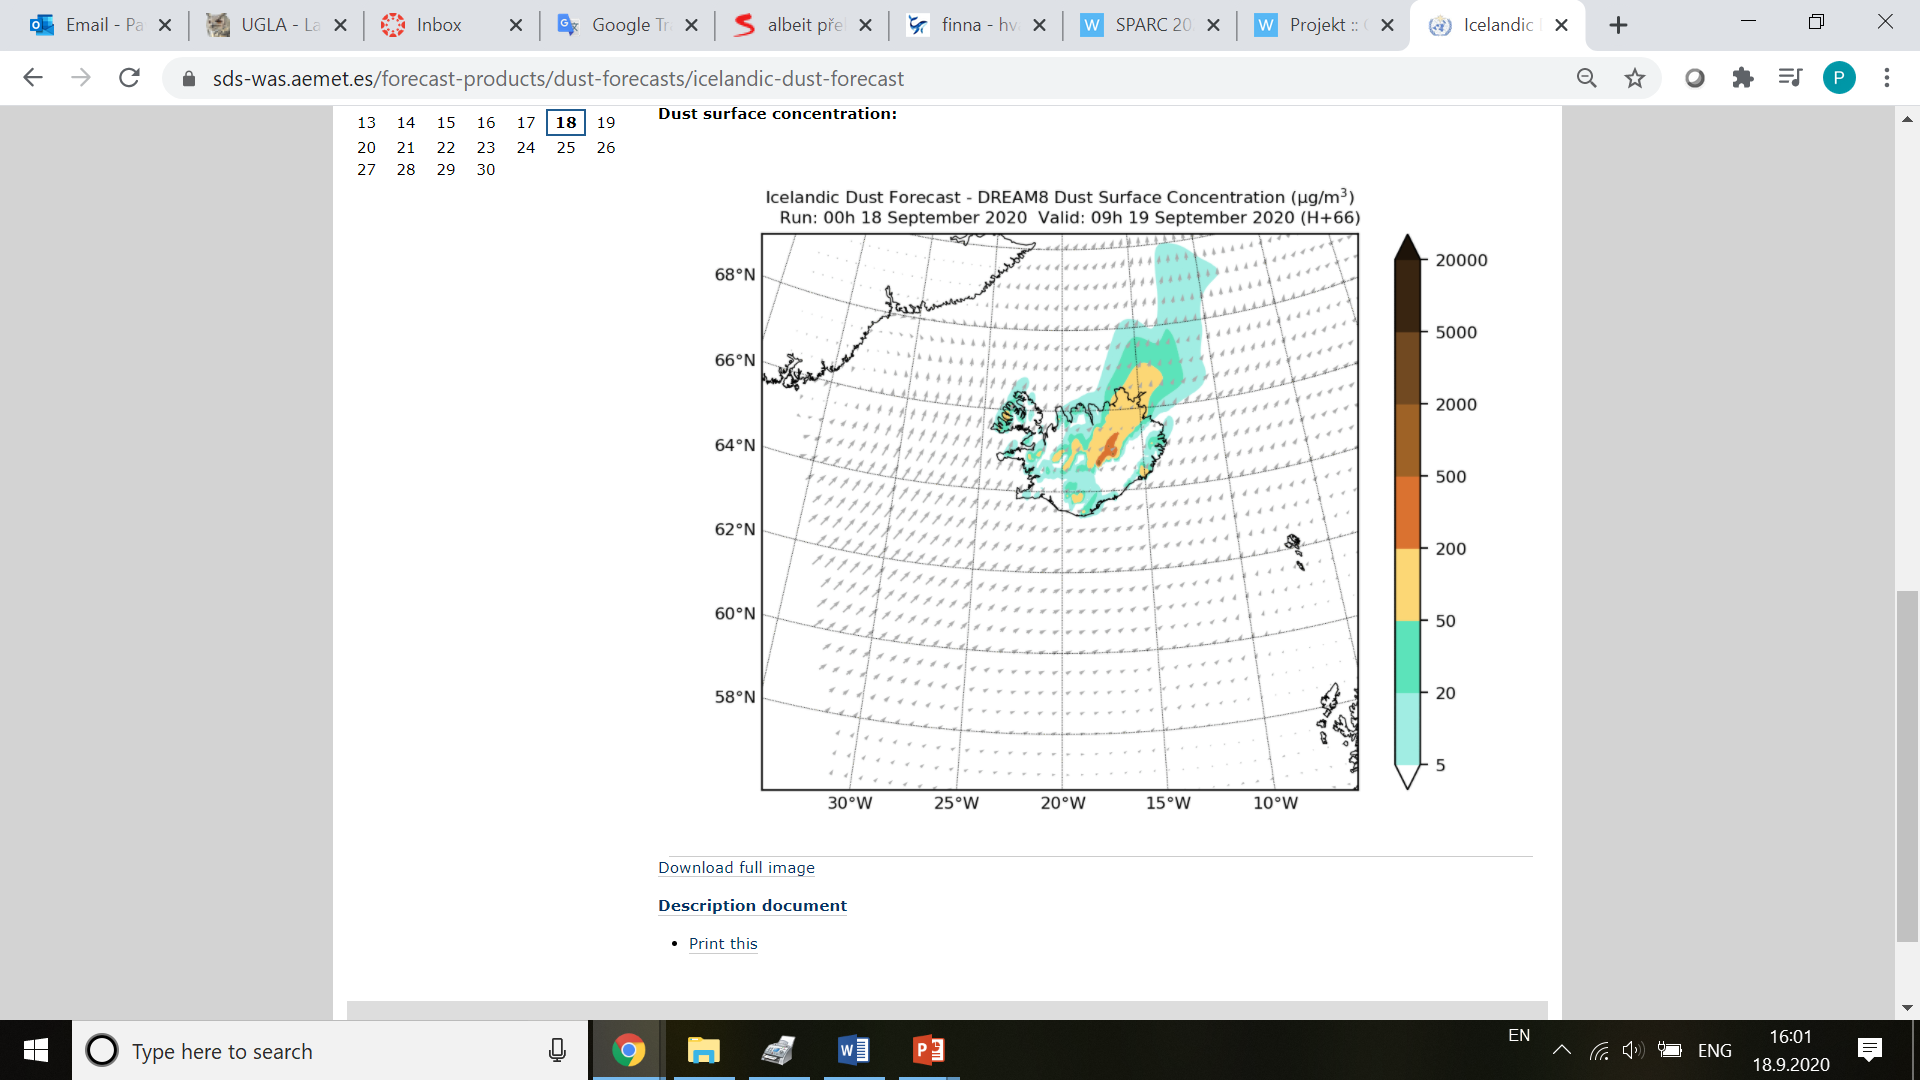 Email - Pa
UGLA - La
Inbox
Google Tr
albeit pře
finna - hv
SPARC 20
Projekt ::
Icelandic
sds-was.aemet.es/forecast-products/dust-forecasts/icelandic-dust-forecast
P
13 14 15 16 17 18 19
20 21 22 23 24 25 26
27 28 29 30
Dust surface concentration:
Icelandic Dust Forecast - DREAM8 Dust Surface Concentration (µg/m³)
Run: 00h 18 September 2020 Valid: 09h 19 September 2020 (H+66)
68°N
66°N
64°N
62°N
60°N
58°N
30°W 25°W 20°W 15°W 10°W
20000
5000
2000
500
200
50
20
5
Download full image
Description document
Print this
Type here to search
EN
ENG
16:01
18.9.2020